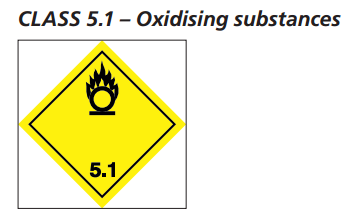 CLASS 5.1 – Oxidising substances
5.1